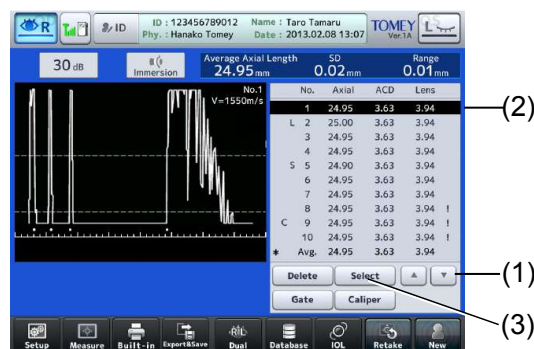 R
ID
ID : 123456789012 Name : Taro Tamaru
Phy. : Hanako Tomey Date : 2013.02.08 13:07
TOMEY
Ver.1A
L
30 dB
Immersion
Average Axial Length SD Range
24.95 mm 0.02 mm 0.01 mm
No.1
V=1550m/s
No. Axial ACD Lens
1 24.95 3.63 3.94
L 2 25.00 3.63 3.94
3 24.95 3.63 3.94
4 24.95 3.63 3.94
S 5 24.90 3.63 3.94
6 24.95 3.63 3.94
7 24.95 3.63 3.94
8 24.95 3.63 3.94 !
C 9 24.95 3.63 3.94 !
10 24.95 3.63 3.94 !
* Avg. 24.95 3.63 3.94
Delete Select ▲ ▼
Gate Caliper
Setup Measure Built-in Export&Save Dual Database IOL Retake New
(2)
(1)
(3)